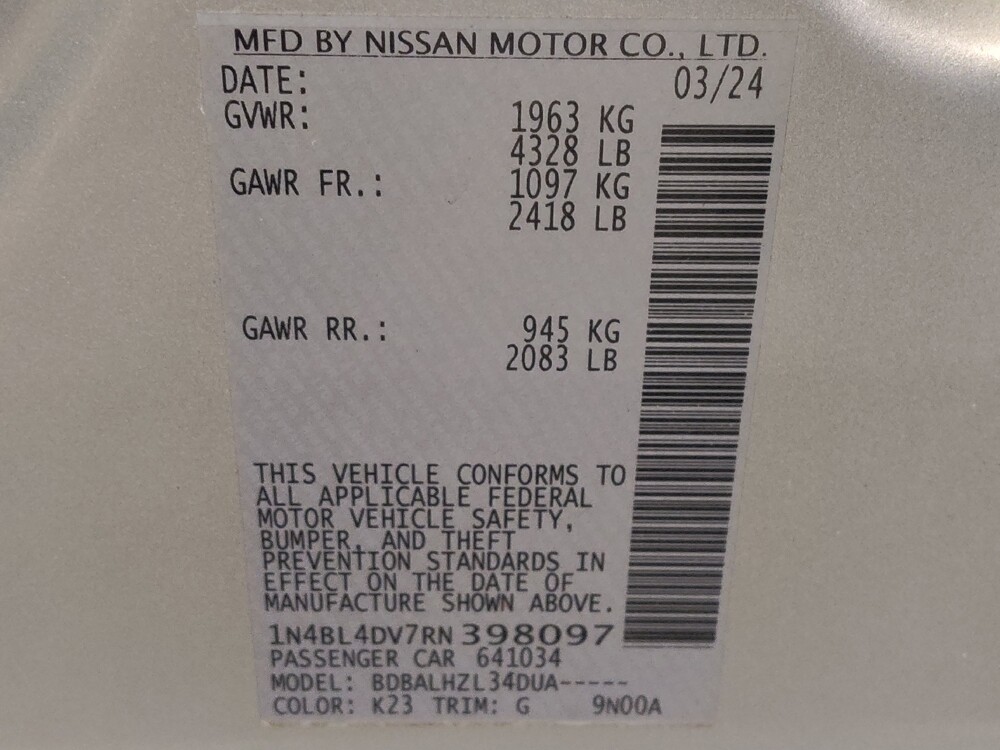 MFD BY NISSAN MOTOR CO., LTD.
DATE: 03/24
GVWR: 1963 KG
4328 LB
GAWR FR.: 1097 KG
2418 LB
GAWR RR.: 945 KG
2083 LB
THIS VEHICLE CONFORMS TO
ALL APPLICABLE FEDERAL
MOTOR VEHICLE SAFETY,
BUMPER, AND THEFT
PREVENTION STANDARDS IN
EFFECT ON THE DATE OF
MANUFACTURE SHOWN ABOVE.
1N4BL4DV7RN 398097
PASSENGER CAR 641034
MODEL: BDBALHZL34DUA-----
COLOR: K23 TRIM: G 9N00A